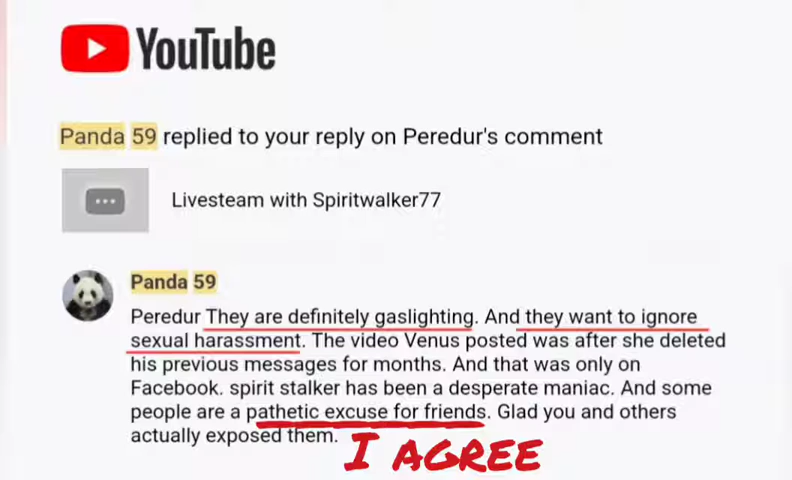 YouTube
Panda 59 replied to your reply on Peredur's comment
Livesteam with Spiritwalker77
Panda 59
Peredur They are definitely gaslighting. And they want to ignore
sexual harassment. The video Venus posted was after she deleted
his previous messages for months. And that was only on
Facebook. spirit stalker has been a desperate maniac. And some
people are a pathetic excuse for friends. Glad you and others
actually exposed them.
I AGREE